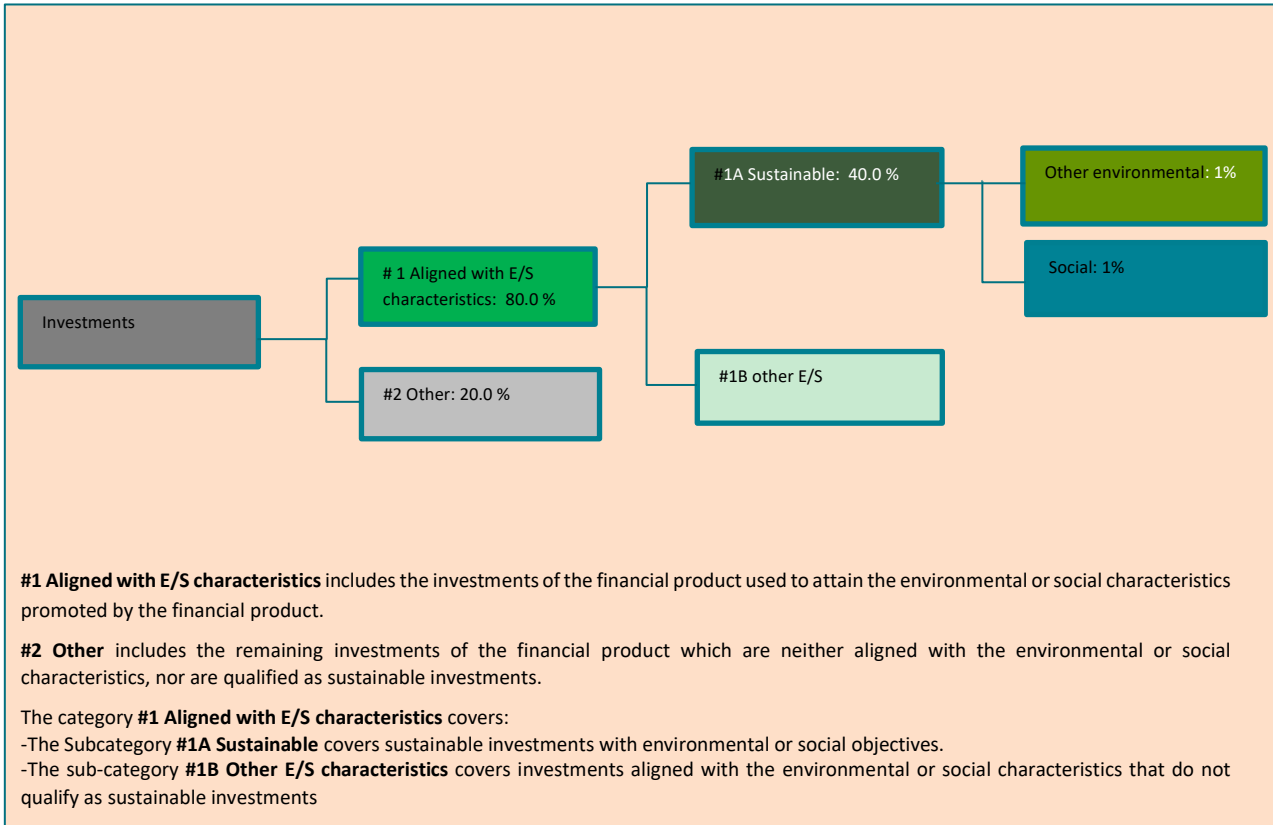 #1A Sustainable: 40.0 %
Other environmental: 1%
# 1 Aligned with E/S
characteristics: 80.0 %
Social: 1%
Investments
#1B other E/S
#2 Other: 20.0 %
#1 Aligned with E/S characteristics includes the investments of the financial product used to attain the environmental or social characteristics
promoted by the financial product.
#2 Other includes the remaining investments of the financial product which are neither aligned with the environmental or social
characteristics, nor are qualified as sustainable investments.
The category #1 Aligned with E/S characteristics covers:
-The Subcategory #1A Sustainable covers sustainable investments with environmental or social objectives.
-The sub-category #1B Other E/S characteristics covers investments aligned with the environmental or social characteristics that do not
qualify as sustainable investments